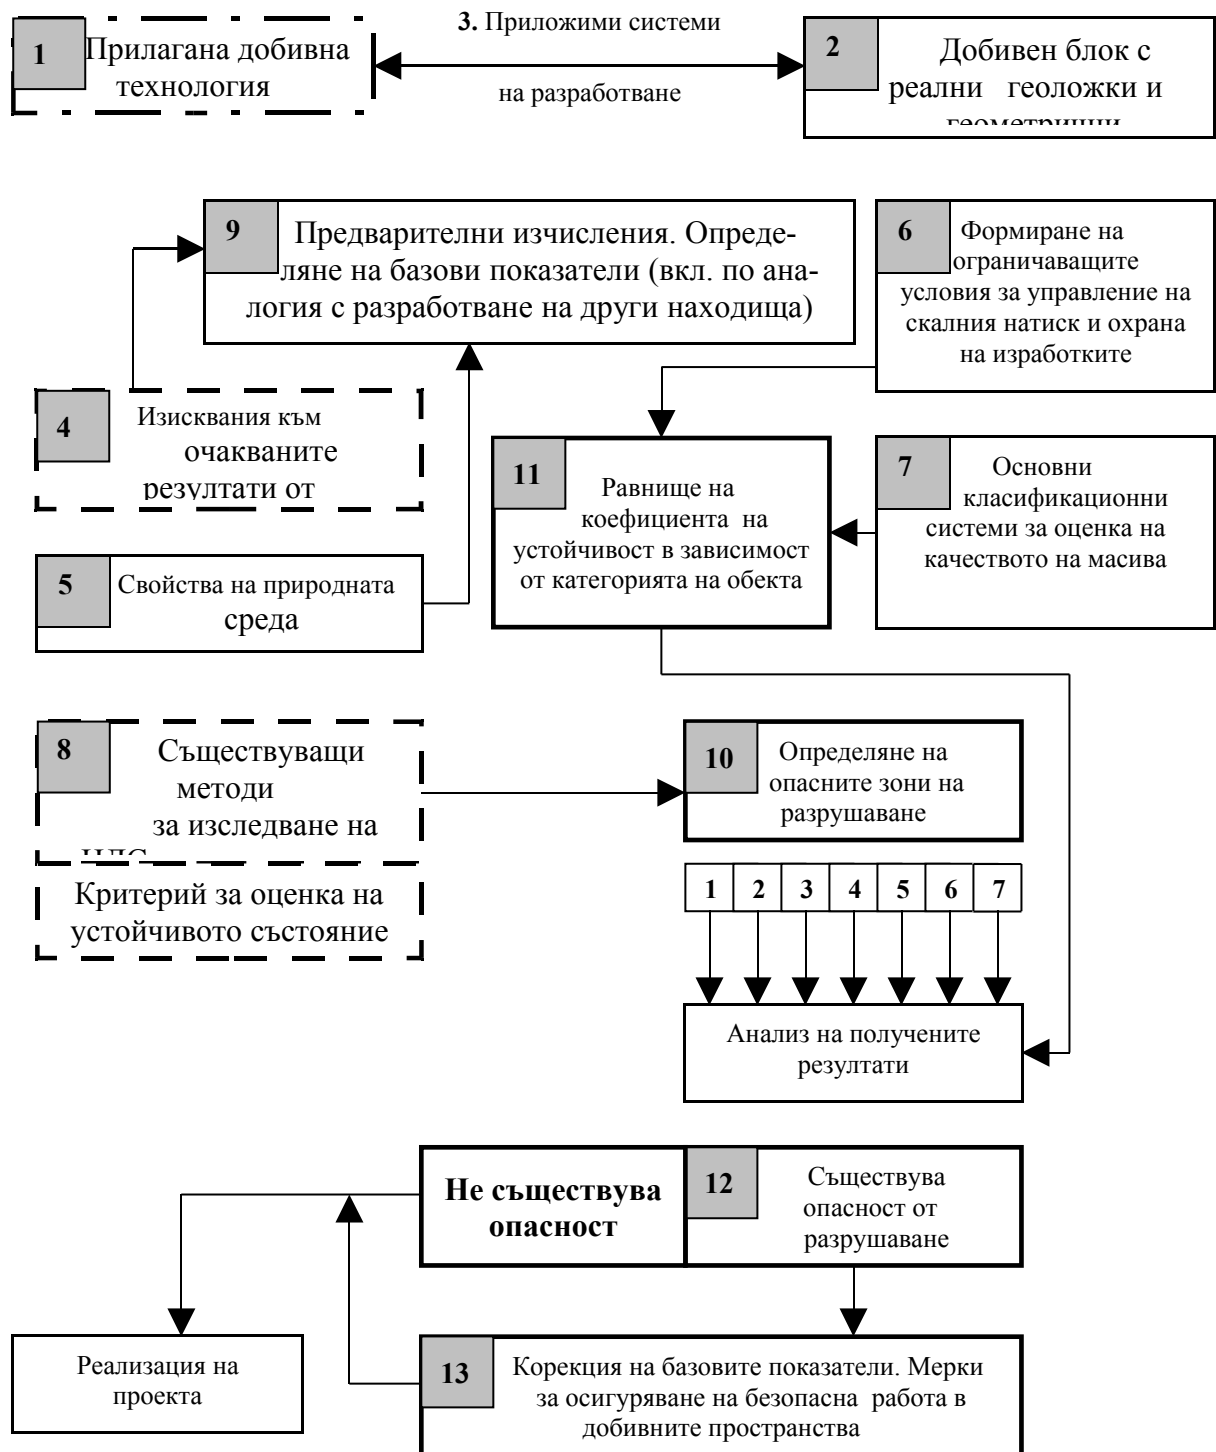 1
Прилагана добивна
технология
3. Приложими системи
на разработване
2
Добивен блок с
реални геоложки и
геометрични
9
Предварителни изчисления. Опреде-
ляне на базови показатели (вкл. по ана-
логия с разработване на други находища)
6
Формиране на
ограничаващите
условия за управление на
скалния натиск и охрана
на изработките
4
Изисквания към
очакваните
резултати от
11
Равнище на
коефициента на
устойчивост в зависимост
от категорията на обекта
7
Основни
класификационни
системи за оценка на
качеството на масива
5
Свойства на природната
среда
8
Съществуващи
методи
за изследване на
Критерий за оценка на
устойчивото състояние
10
Определяне на
опасните зони на
разрушаване
1 2 3 4 5 6 7
Анализ на получените
резултати
Не съществува
опасност
12
Съществува
опасност от
разрушаване
Реализация на
проекта
13
Корекция на базовите показатели. Мерки
за осигуряване на безопасна работа в
добивните пространства